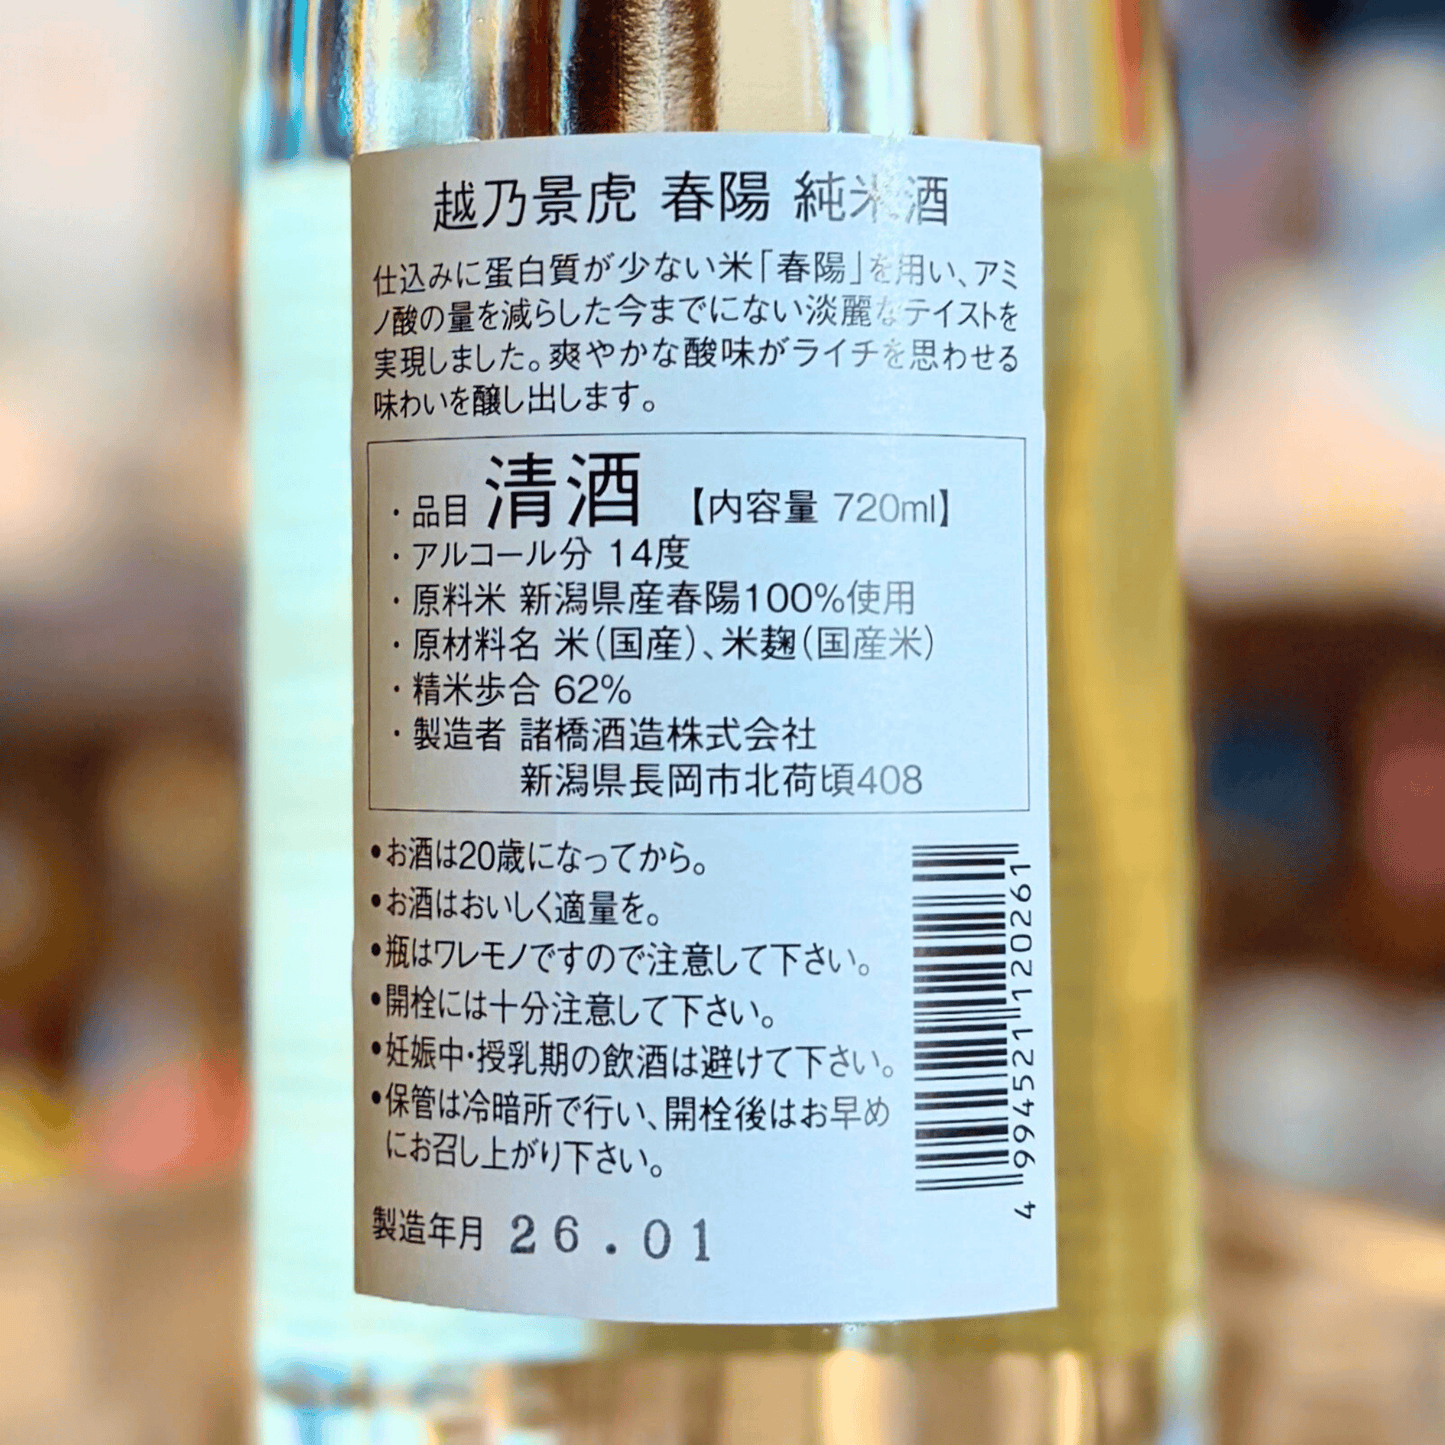 越乃景虎 春陽 純米酒
仕込みに蛋白質が少ない米「春陽」を用い、アミ
ノ酸の量を減らした今までにない淡麗なテイストを
実現しました。爽やかな酸味がライチを思わせる
味わいを醸し出します。
・品目 清酒 【内容量 720ml】
・アルコール分 14度
・原料米 新潟県産春陽100%使用
・原材料名 米(国産)、米麹(国産米)
・精米歩合 62%
・製造者 諸橋酒造株式会社
新潟県長岡市北荷頃408
•お酒は20歳になってから。
•お酒はおいしく適量を。
•瓶はワレモノですので注意して下さい。
•開栓には十分注意して下さい。
•妊娠中・授乳期の飲酒は避けて下さい。
•保管は冷暗所で行い、開栓後はお早め
にお召し上がり下さい。
4 994521 120261
製造年月 26.01